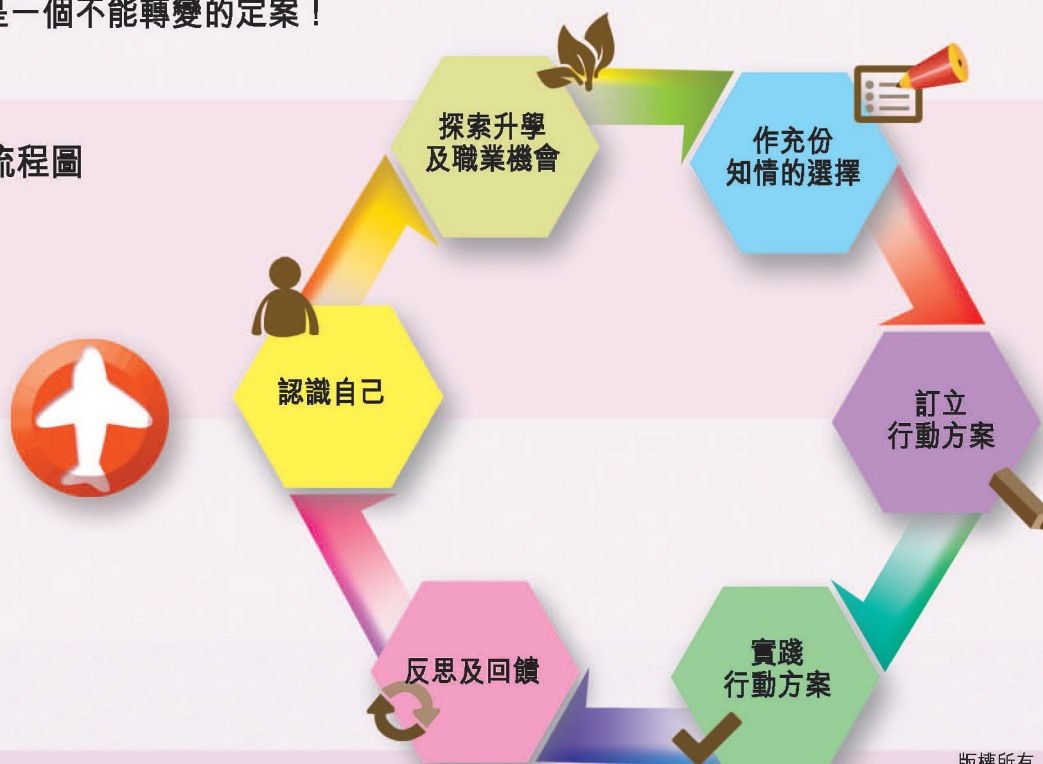 是一個不能轉變的定案！
流程圖
探索升學
及職業機會
作充份
知情的選擇
認識自己
訂立
行動方案
反思及回饋
實踐
行動方案
版權所有